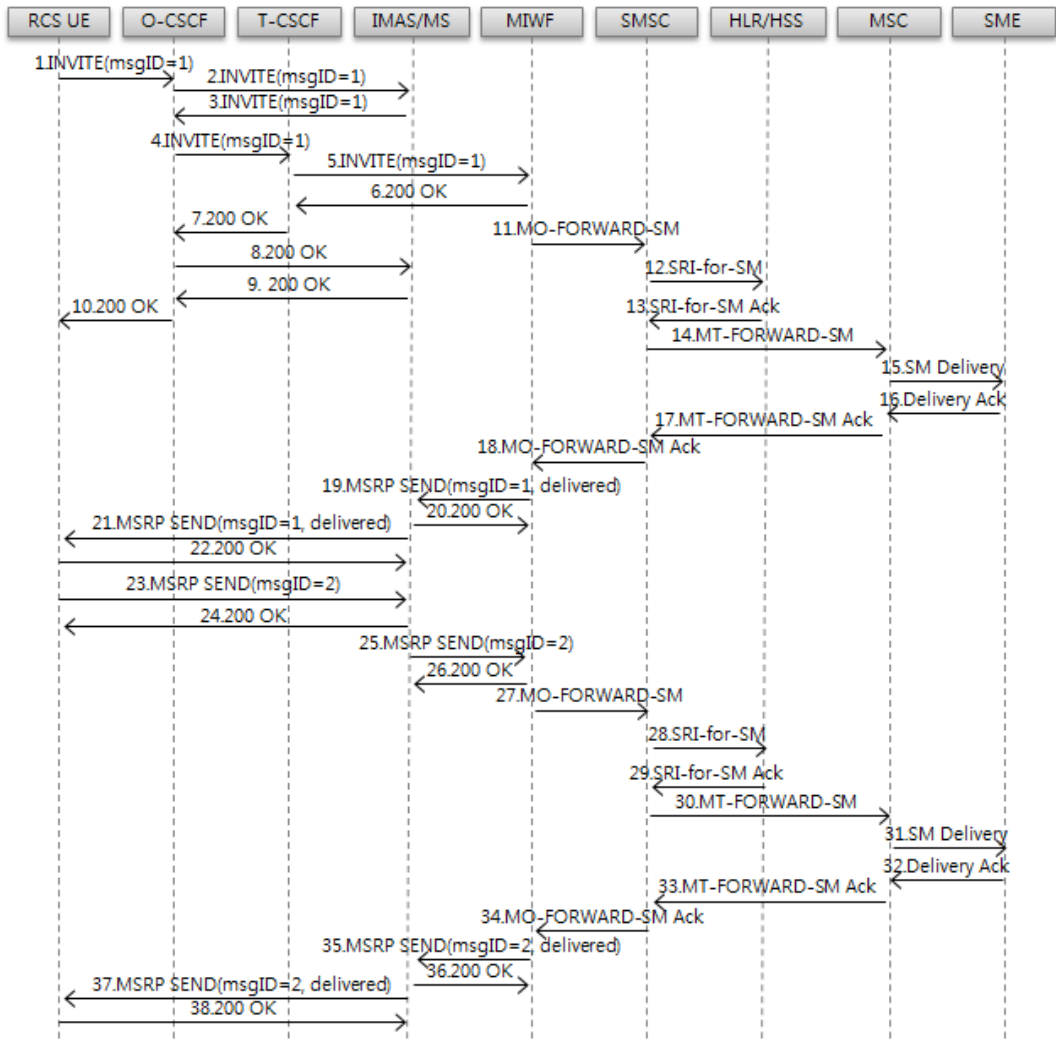 RCS UE O-CSCF T-CSCF IMAS/MS MIWF SMSC HLR/HSS MSC SME
1.INVITE(msgID=1)
2.INVITE(msgID=1)
3.INVITE(msgID=1)
4.INVITE(msgID=1)
5.INVITE(msgID=1)
6.200 OK
7.200 OK
11.MO-FORWARD-SM
8.200 OK
12.SRI-for-SM
9. 200 OK
10.200 OK
13.SRI-for-SM Ack
14.MT-FORWARD-SM
15.SM Delivery
16.Delivery Ack
17.MT-FORWARD-SM Ack
18.MO-FORWARD-SM Ack
19.MSRP SEND(msgID=1, delivered)
20.200 OK
21.MSRP SEND(msgID=1, delivered)
22.200 OK
23.MSRP SEND(msgID=2)
24.200 OK
25.MSRP SEND(msgID=2)
26.200 OK
27.MO-FORWARD-SM
28.SRI-for-SM
29.SRI-for-SM Ack
30.MT-FORWARD-SM
31.SM Delivery
32.Delivery Ack
33.MT-FORWARD-SM Ack
34.MO-FORWARD-SM Ack
35.MSRP SEND(msgID=2, delivered)
36.200 OK
37.MSRP SEND(msgID=2, delivered)
38.200 OK